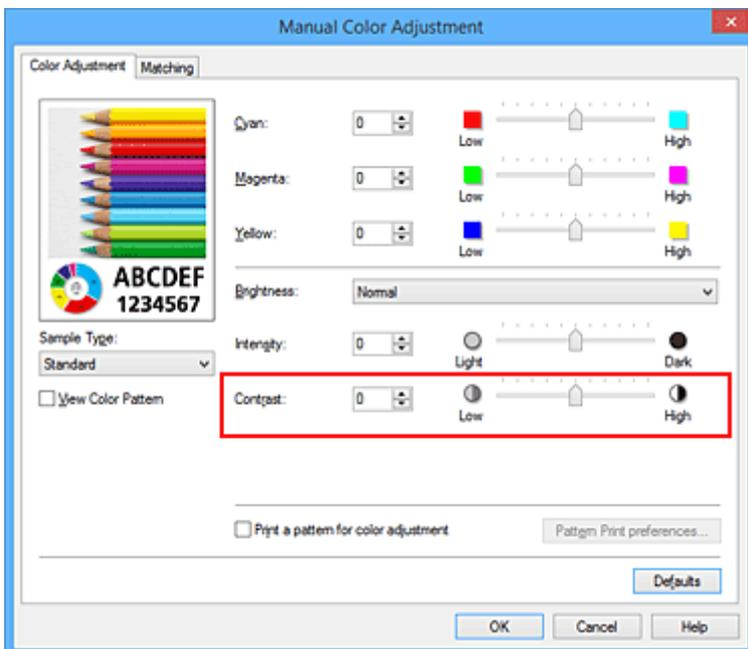 Manual Color Adjustment
Color Adjustment Matching
Cyan: 0 Low High
Magenta: 0 Low High
Yellow: 0 Low High
ABCDEF
1234567
Brightness: Normal
Sample Type:
Standard
Intensity: 0 Light Dark
View Color Pattern
Contrast: 0 Low High
Print a pattern for color adjustment Pattern Print preferences...
Defaults
OK Cancel Help